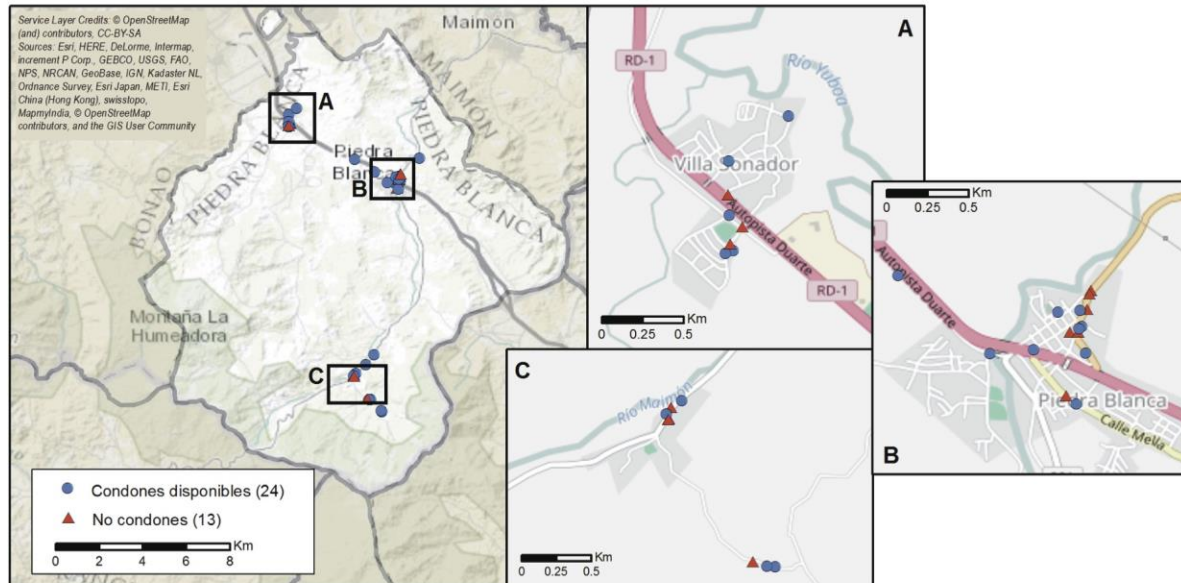 Service Layer Credits: © OpenStreetMap
(and) contributors, CC-BY-SA
Sources: Esri, HERE, DeLorme, Intermap,
increment P Corp., GEBCO, USGS, FAO,
NPS, NRCAN, GeoBase, IGN, Kadaster NL,
Ordnance Survey, Esri Japan, METI, Esri
China (Hong Kong), swisstopo,
MapmyIndia, © OpenStreetMap
contributors, and the GIS User Community
Maimón
MAIMÓN
PIEDRA BLANCA
PIEDRA BLANCA
BONAO
A
Piedra
Blanca
B
Montaña La
Humeadora
C
Condones disponibles (24)
No condones (13)
Km
0 2 4 6 8
A
RD-1
Río Yuboa
Villa Sonador
Autopista Duarte
RD-1
Km
0 0.25 0.5
Km
0 0.25 0.5
Autopista Duarte
Piedra Blanca
Calle Mella
B
C
Río Maimón
Km
0 0.25 0.5